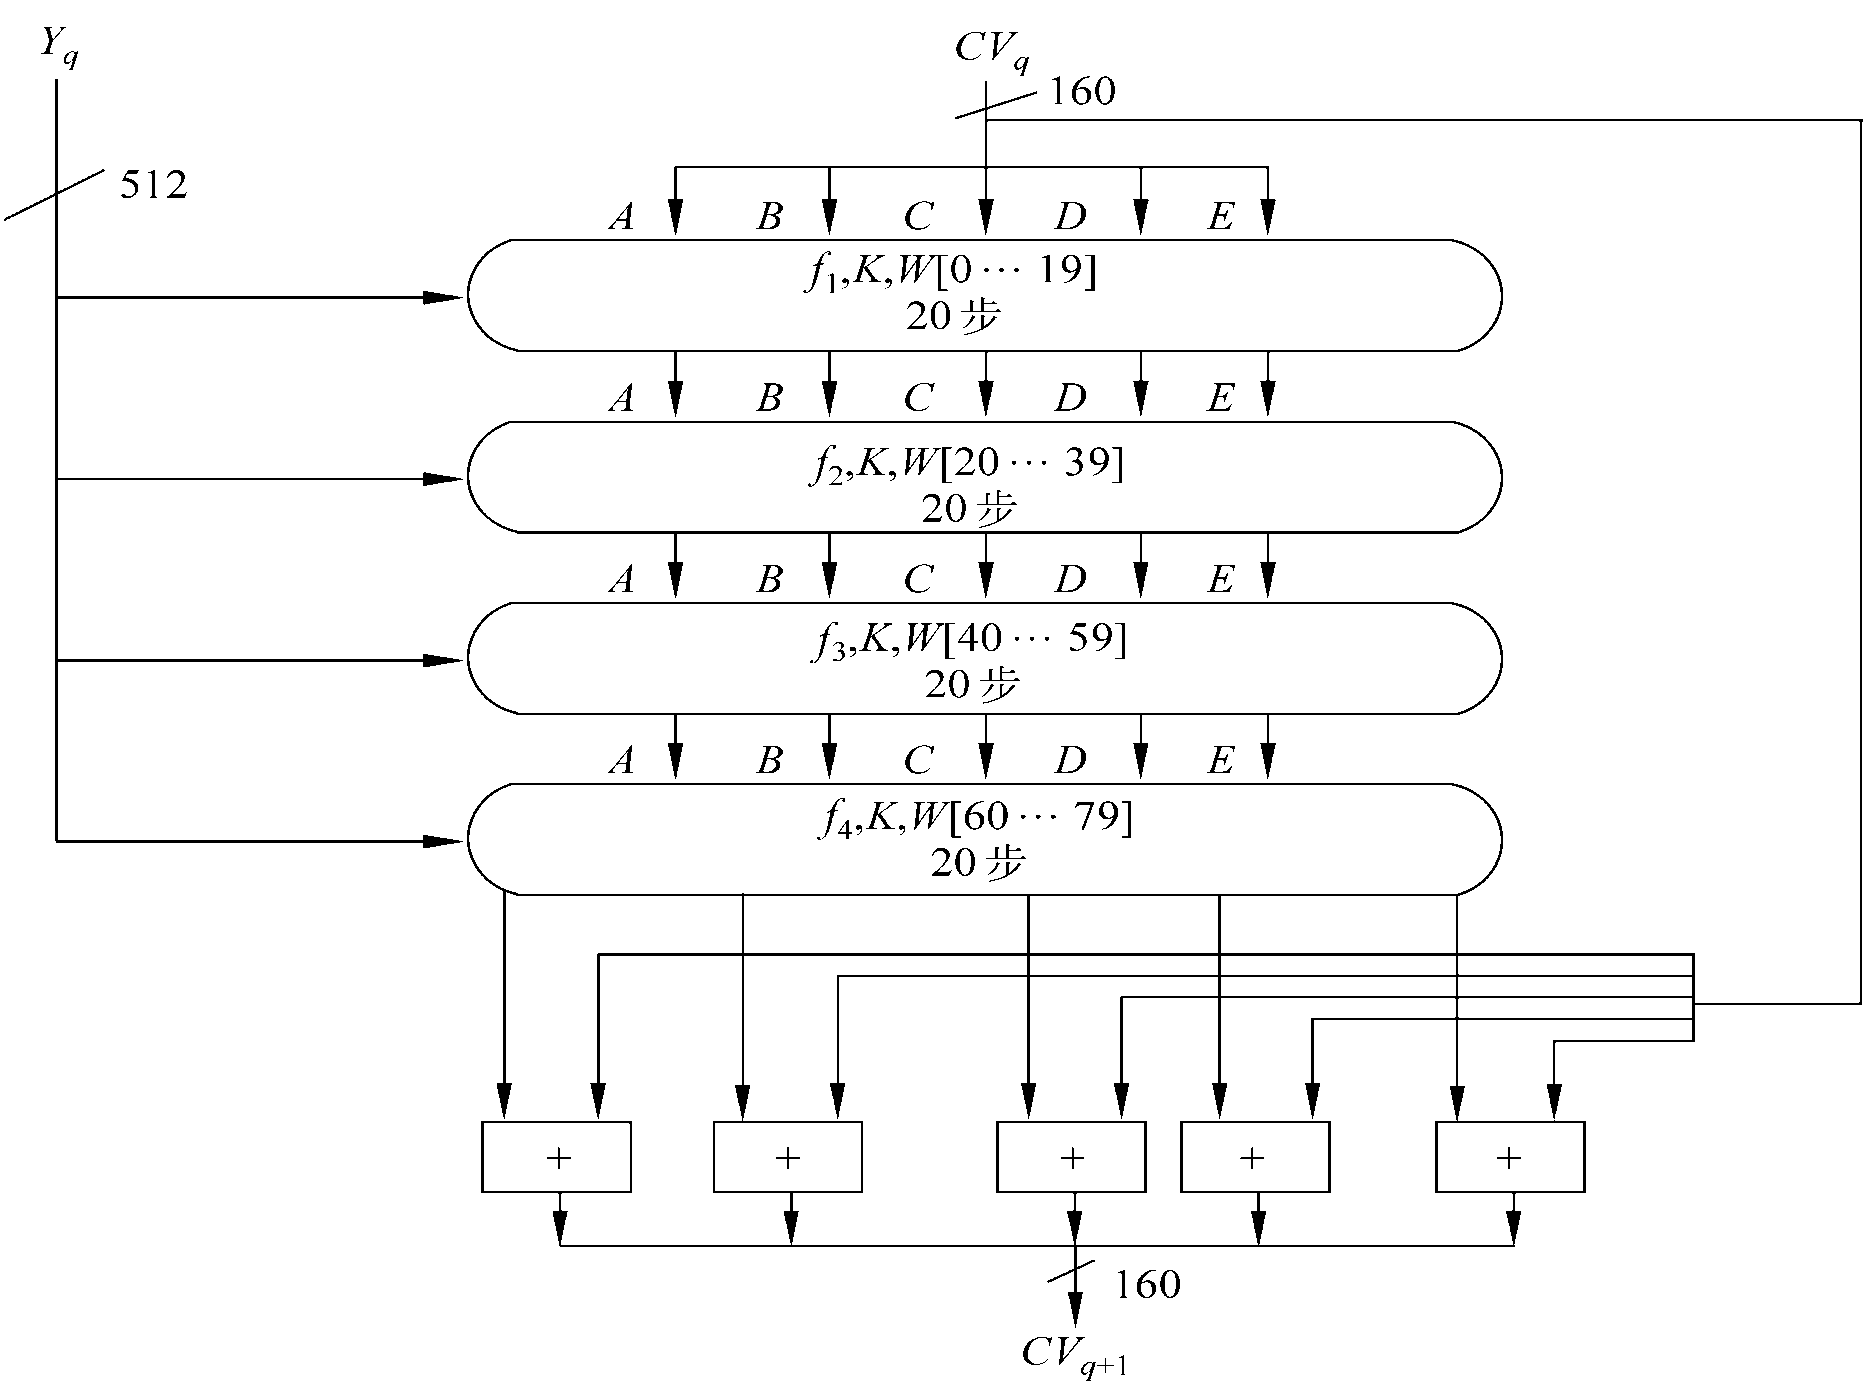 Yq CVq
160
512
A B C D E
f1,K,W[0 ··· 19]
20 步
A B C D E
f2,K,W[20 ··· 39]
20 步
A B C D E
f3,K,W[40 ··· 59]
20 步
A B C D E
f4,K,W[60 ··· 79]
20 步
+ + + + +
160
CVq+1